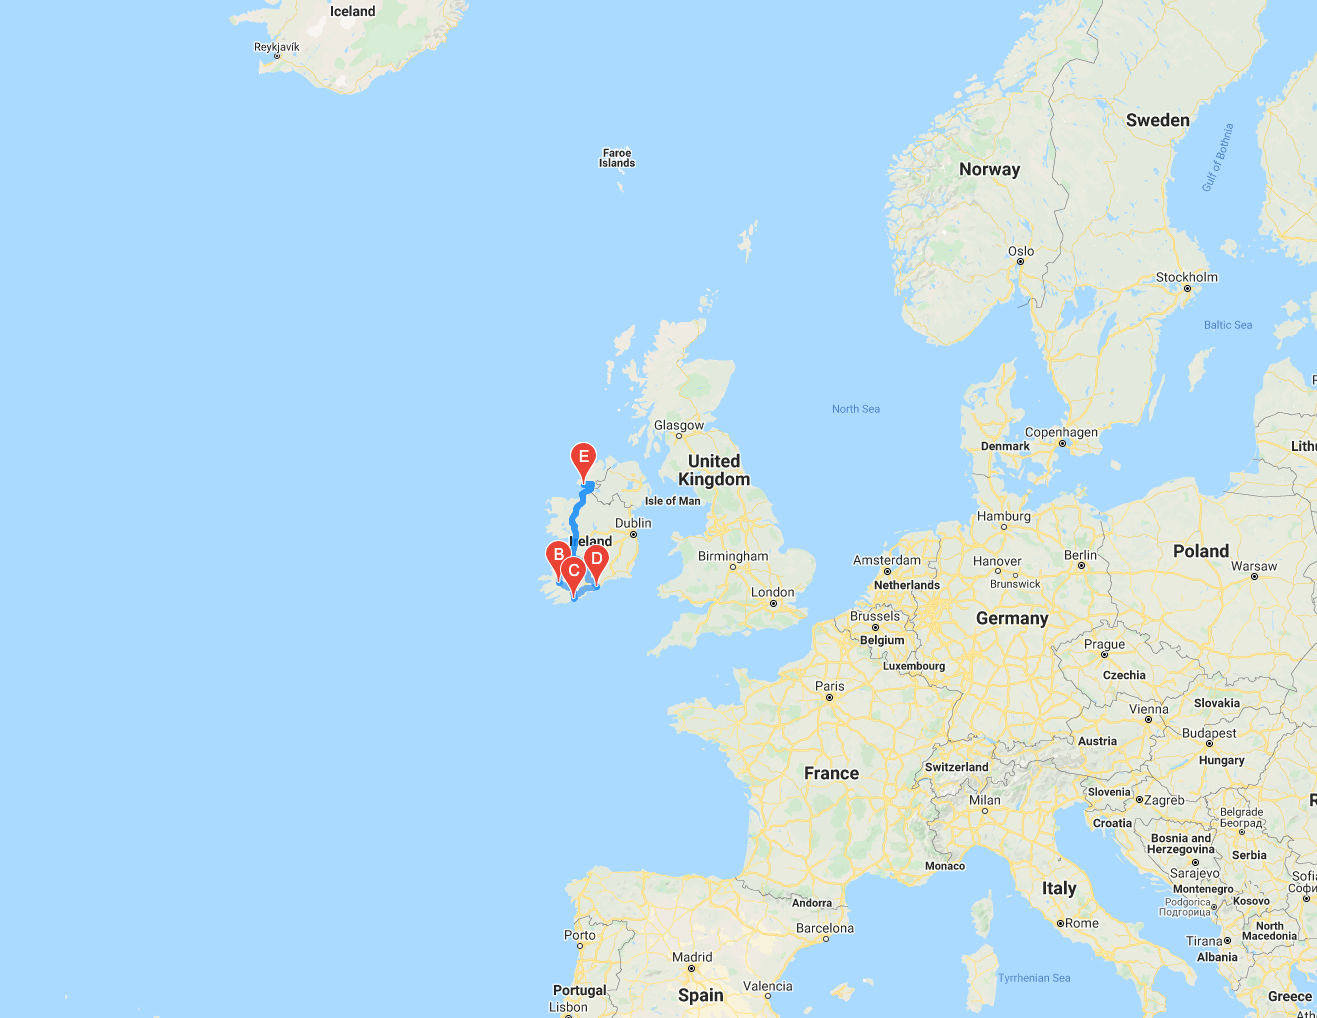 Iceland
Reykjavík
Faroe
Islands
Sweden
Norway
Gulf of Bothnia
Oslo
Stockholm
Baltic Sea
North Sea
Glasgow
Copenhagen
Denmark
United
Kingdom
E
Isle of Man
Dublin
Ireland
B
C
D
Hamburg
Birmingham
Amsterdam
Netherlands
Hanover
Brunswick
Berlin
Poland
Warsaw
London
Brussels
Belgium
Germany
Luxembourg
Prague
Czechia
Paris
Slovakia
Vienna
Austria
Budapest
Hungary
France
Switzerland
Milan
Slovenia
Zagreb
Croatia
Belgrade
Београд
Bosnia and
Herzegovina
Serbia
Sarajevo
Monaco
Italy
Montenegro
Podgorica
Подгорица
Kosovo
Sofi
Софи
Andorra
Barcelona
Rome
North
Macedonia
Tirana
Albania
Porto
Madrid
Spain
Valencia
Tyrrhenian Sea
Portugal
Lisbon
Greece
Ath
Lith
R